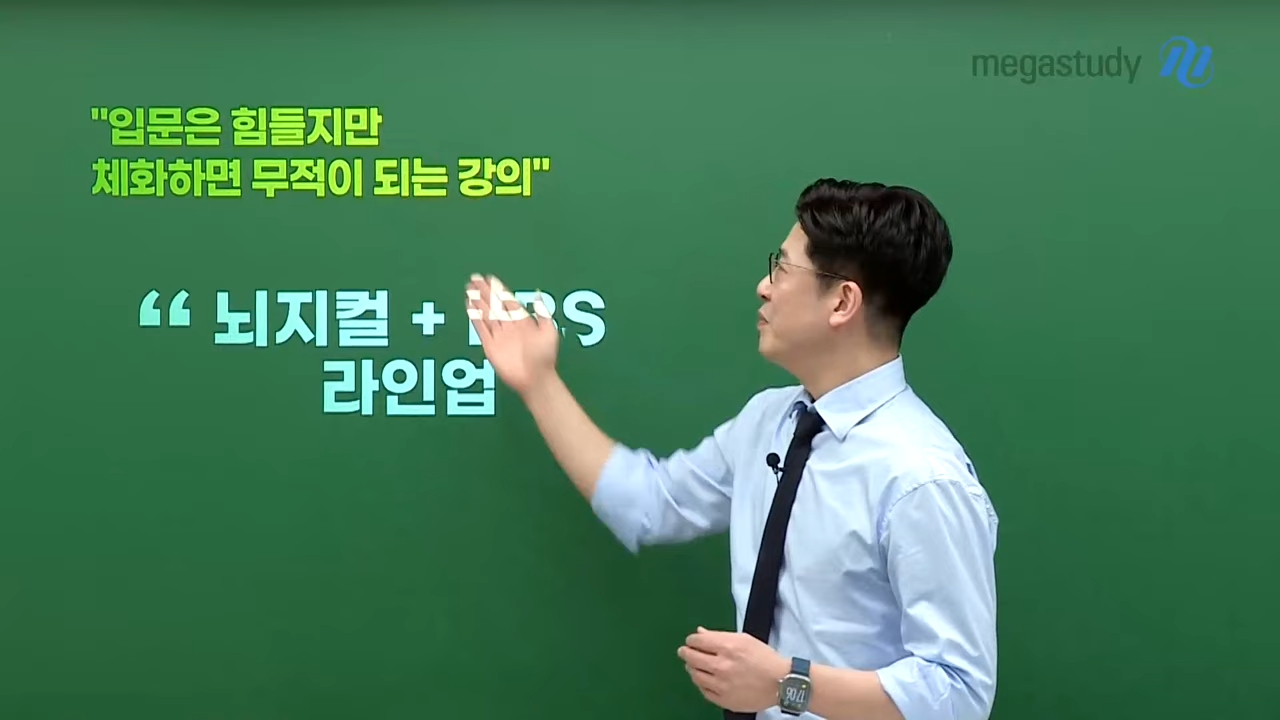 megastudy
"입문은 힘들지만
체화하면 무적이 되는 강의"
“ 뇌지컬 +
라인업